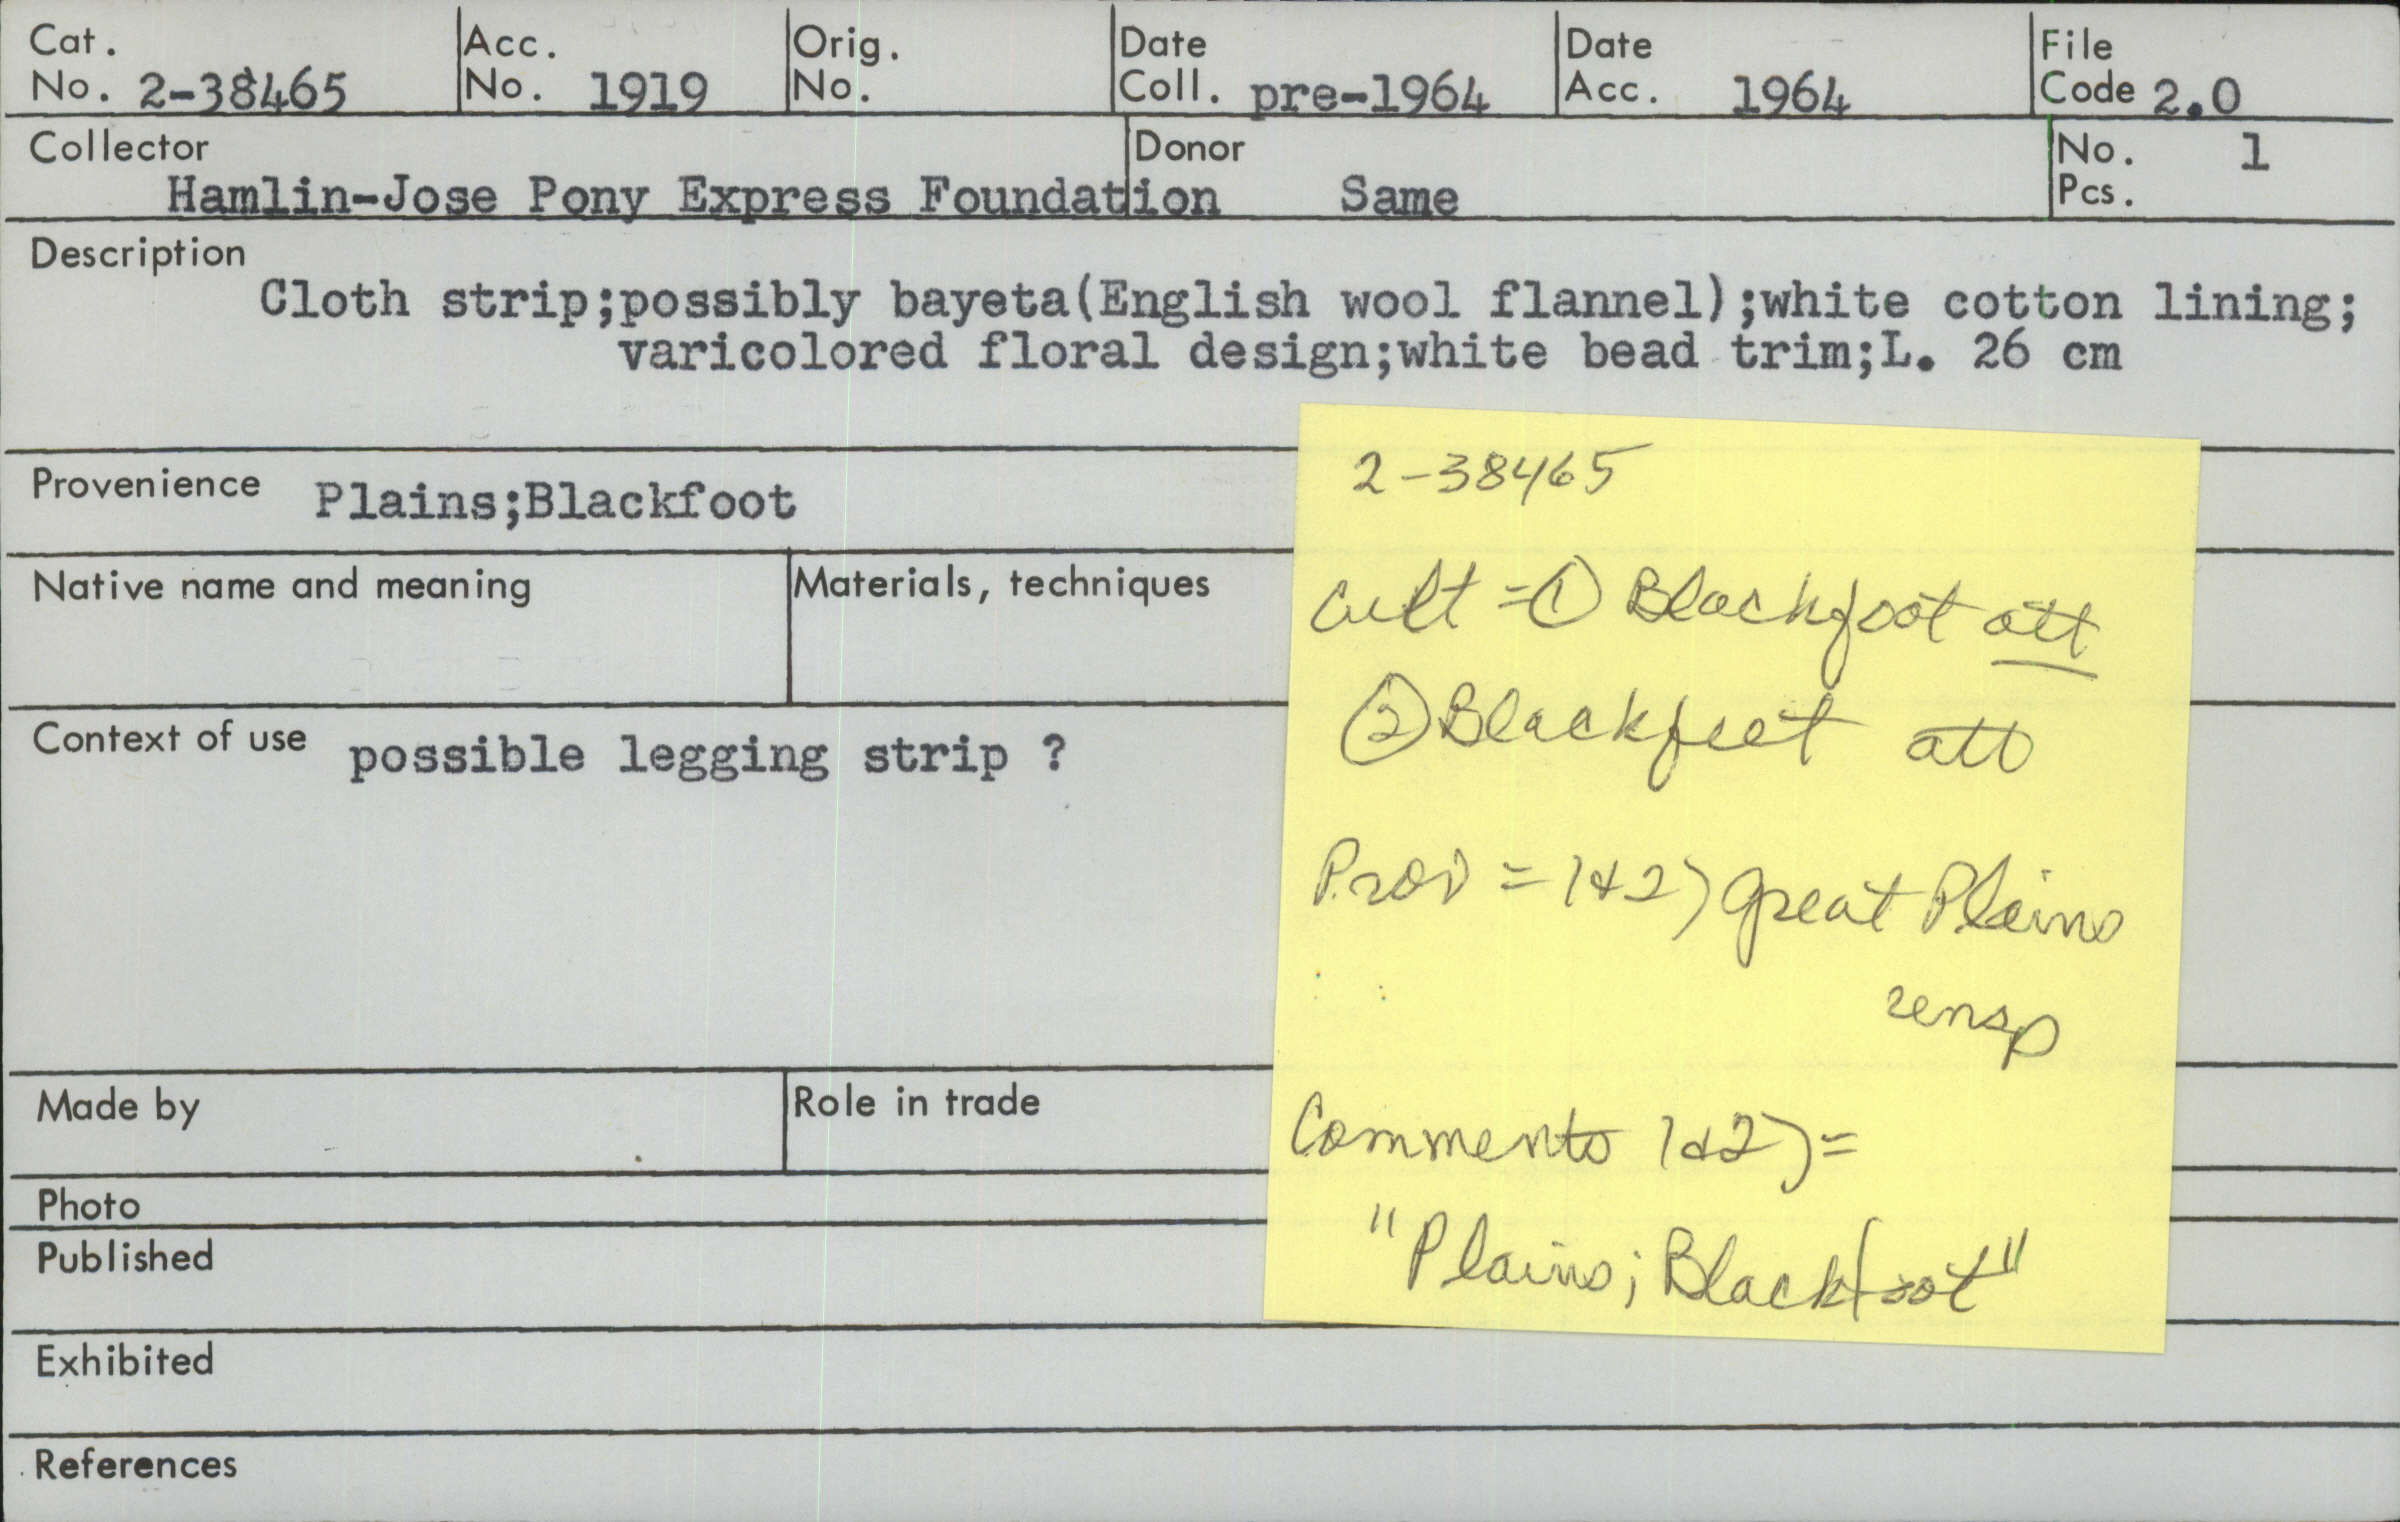 Cat. No. 2-38465 Acc. No. 1919 Orig. No. Date Coll. pre-1964 Date Acc. 1964 File Code 2.0
Collector Hamlin-Jose Pony Express Foundation Donor Same No. Pcs. 1
Description
Cloth strip;possibly bayeta(English wool flannel);white cotton lining;
varicolored floral design;white bead trim;L. 26 cm
Provenience Plains;Blackfoot
Native name and meaning Materials, techniques
Context of use possible legging strip ?
Made by Role in trade
Photo
Published
Exhibited
References
2-38465
Cult = ① Blackfoot att
② Blackfeet att
Prov = 1&2) Great Plains
Comments 1&2) =
"Plains; Blackfoot"